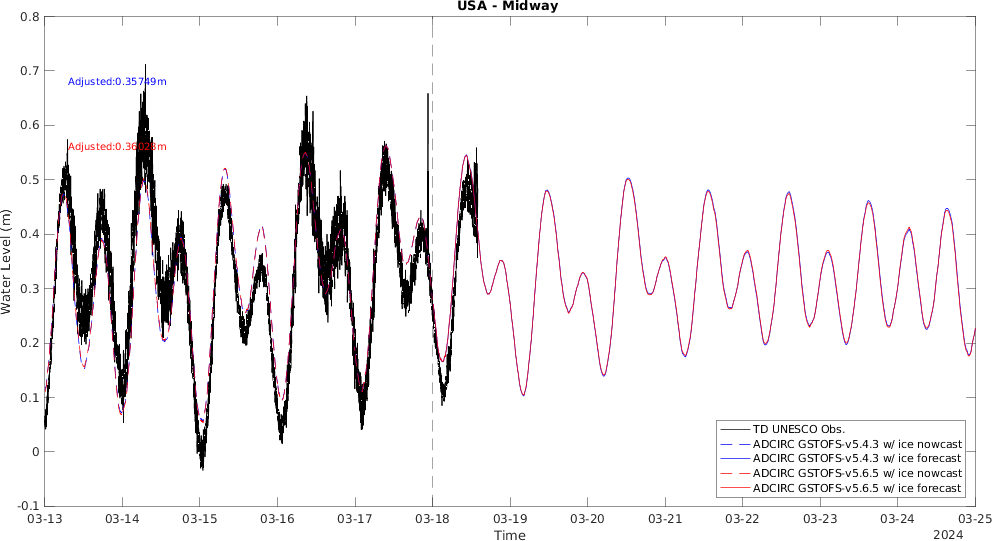 USA - Midway
0.8
0.7
0.6
0.5
0.4
0.3
0.2
0.1
0
-0.1
Water Level (m)
Adjusted:0.35749m
Adjusted:0.36023m
TD UNESCO Obs.
ADCIRC GSTOFS-v5.4.3 w/ ice nowcast
ADCIRC GSTOFS-v5.4.3 w/ ice forecast
ADCIRC GSTOFS-v5.6.5 w/ ice nowcast
ADCIRC GSTOFS-v5.6.5 w/ ice forecast
03-13 03-14 03-15 03-16 03-17 03-18 03-19 03-20 03-21 03-22 03-23 03-24 03-25
Time
2024